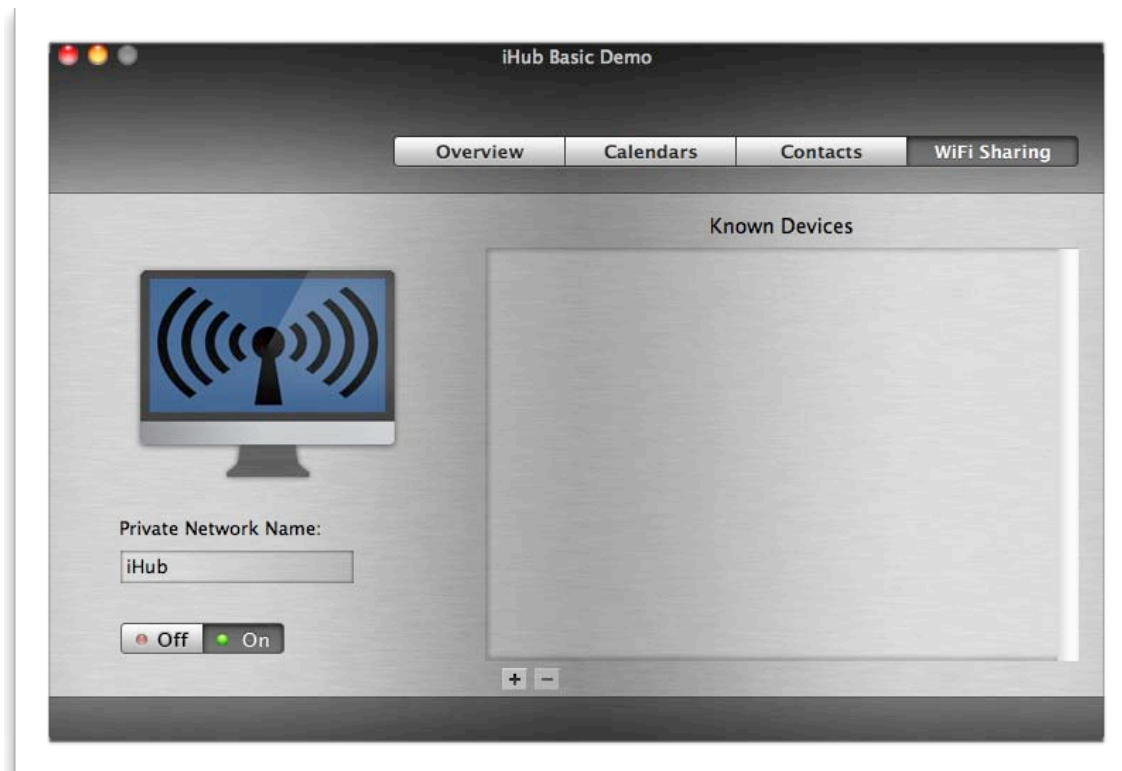 iHub Basic Demo
Overview Calendars Contacts WiFi Sharing
Known Devices
Private Network Name:
iHub
Off On
+ −